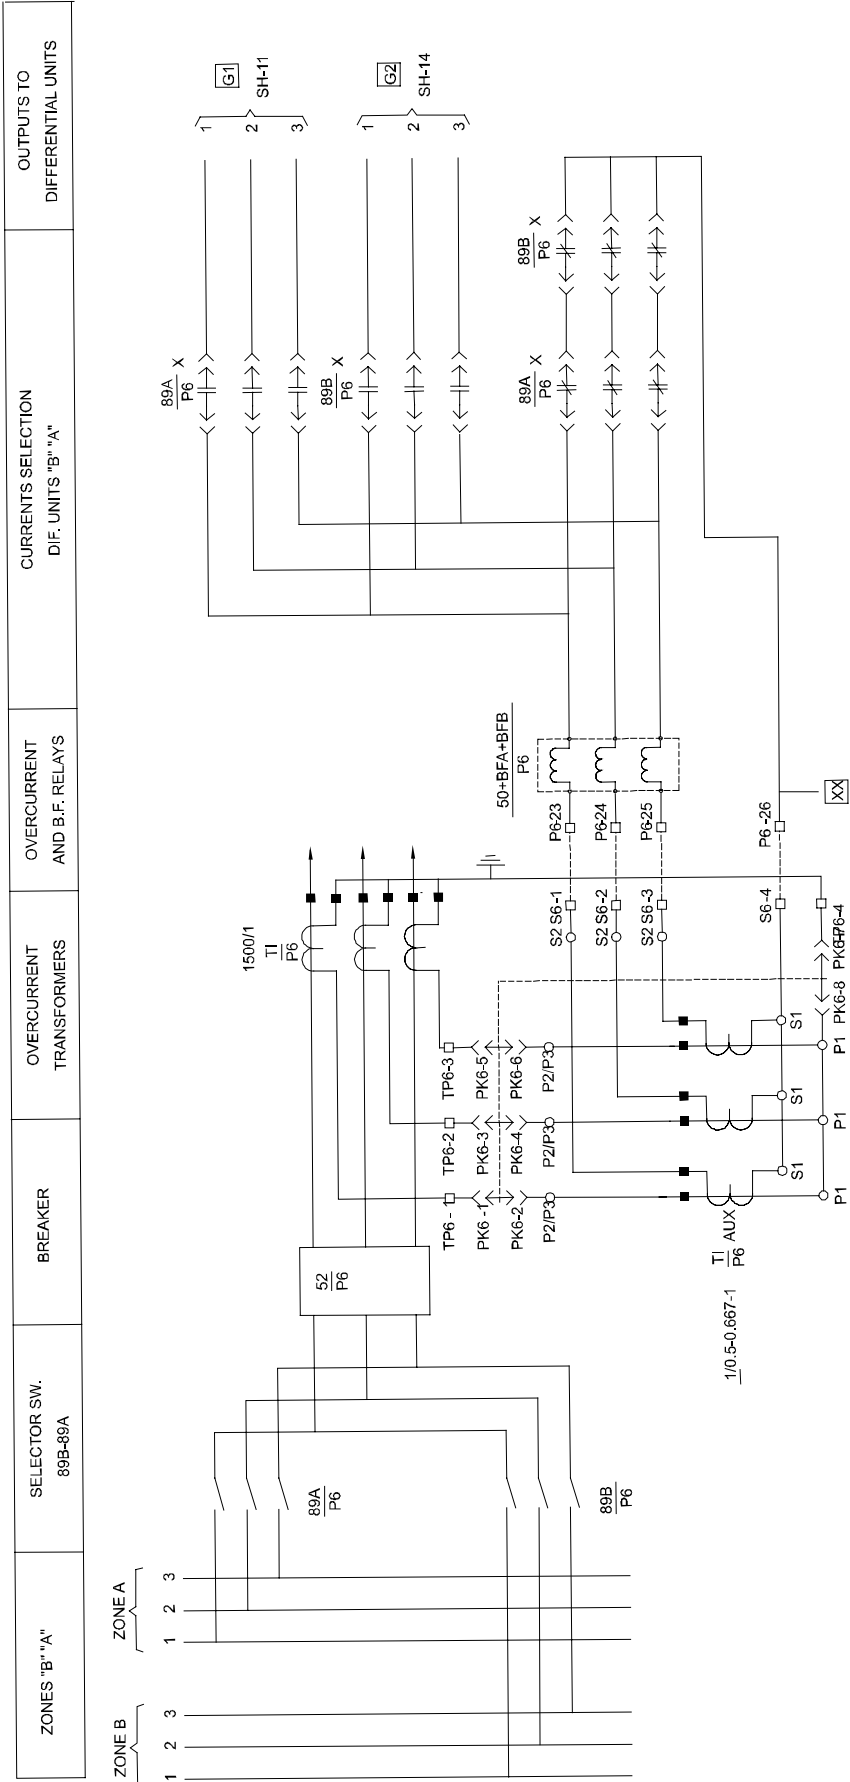 ZONES "B" "A"
SELECTOR SW.
89B-89A
BREAKER
OVERCURRENT
TRANSFORMERS
OVERCURRENT
AND B.F. RELAYS
CURRENTS SELECTION
DIF. UNITS "B" "A"
OUTPUTS TO
DIFFERENTIAL UNITS
ZONE B
1 2 3
ZONE A
1 2 3
89A
P6
89B
P6
52
P6
1500/1
TI
P6
TP6 - 1
TP6-2
TP6-3
PK6 -1
PK6-3
PK6-5
PK6-2
PK6-4
PK6-6
P2/P3
P2/P3
P2/P3
TI AUX
P6
1/0.5-0.667-1
S1
S1
S1
P1
P1
P1
PK6-8
S2 S6-1
S2 S6-2
S2 S6-3
S6-4
P6-23
P6-24
P6-25
P6 -26
50+BFA+BFB
P6
XX
89A X
P6
89B X
P6
89A X
P6
89B X
P6
G1
SH-11
1
2
3
G2
SH-14
1
2
3